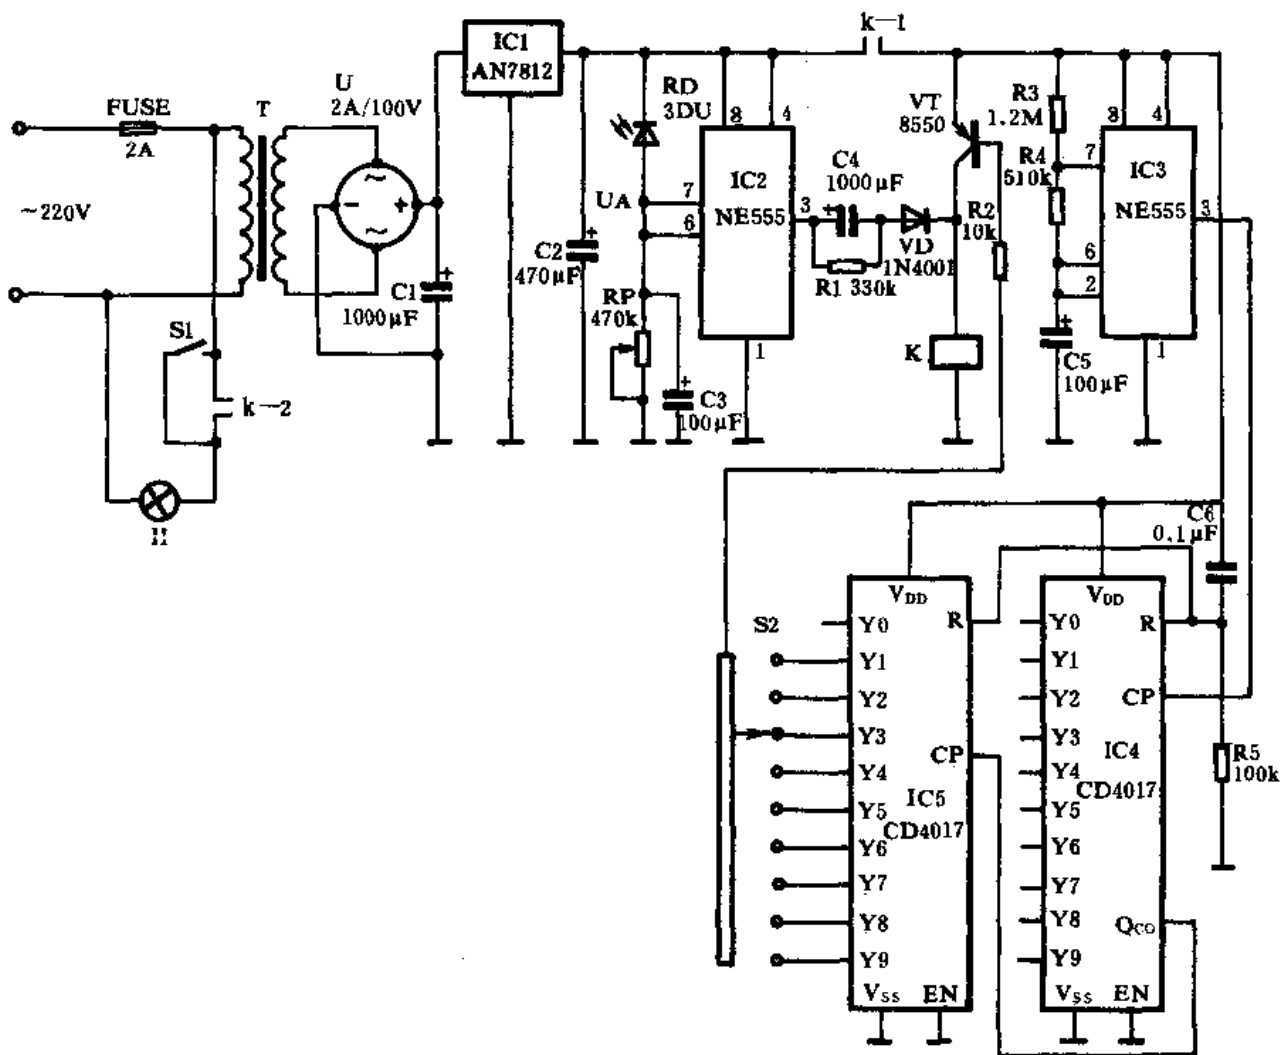 k-1
IC1
AN7812
U
2A/100V
FUSE
T
2A
~220V
~
-
+
~
S1
k-2
H
C1
1000μF
+
C2
470μF
+
RD
3DU
UA
RP
470k
C3
100μF
+
8
4
7
6
IC2
NE555
3
1
C4
1000μF
+
R1 330k
VD
1N4001
VT
8550
R2
10k
K
R3
1.2M
R4
510k
C5
100μF
+
8
4
7
6
2
IC3
NE555
3
1
C6
0.1μF
R5
100k
S2
VDD
Y0
R
Y1
Y2
Y3
CP
Y4
IC5
Y5
CD4017
Y6
Y7
Y8
Y9
VSS
EN
VDD
Y0
R
Y1
Y2
CP
Y3
IC4
Y4
CD4017
Y5
Y6
Y7
Y8
QCO
Y9
VSS
EN